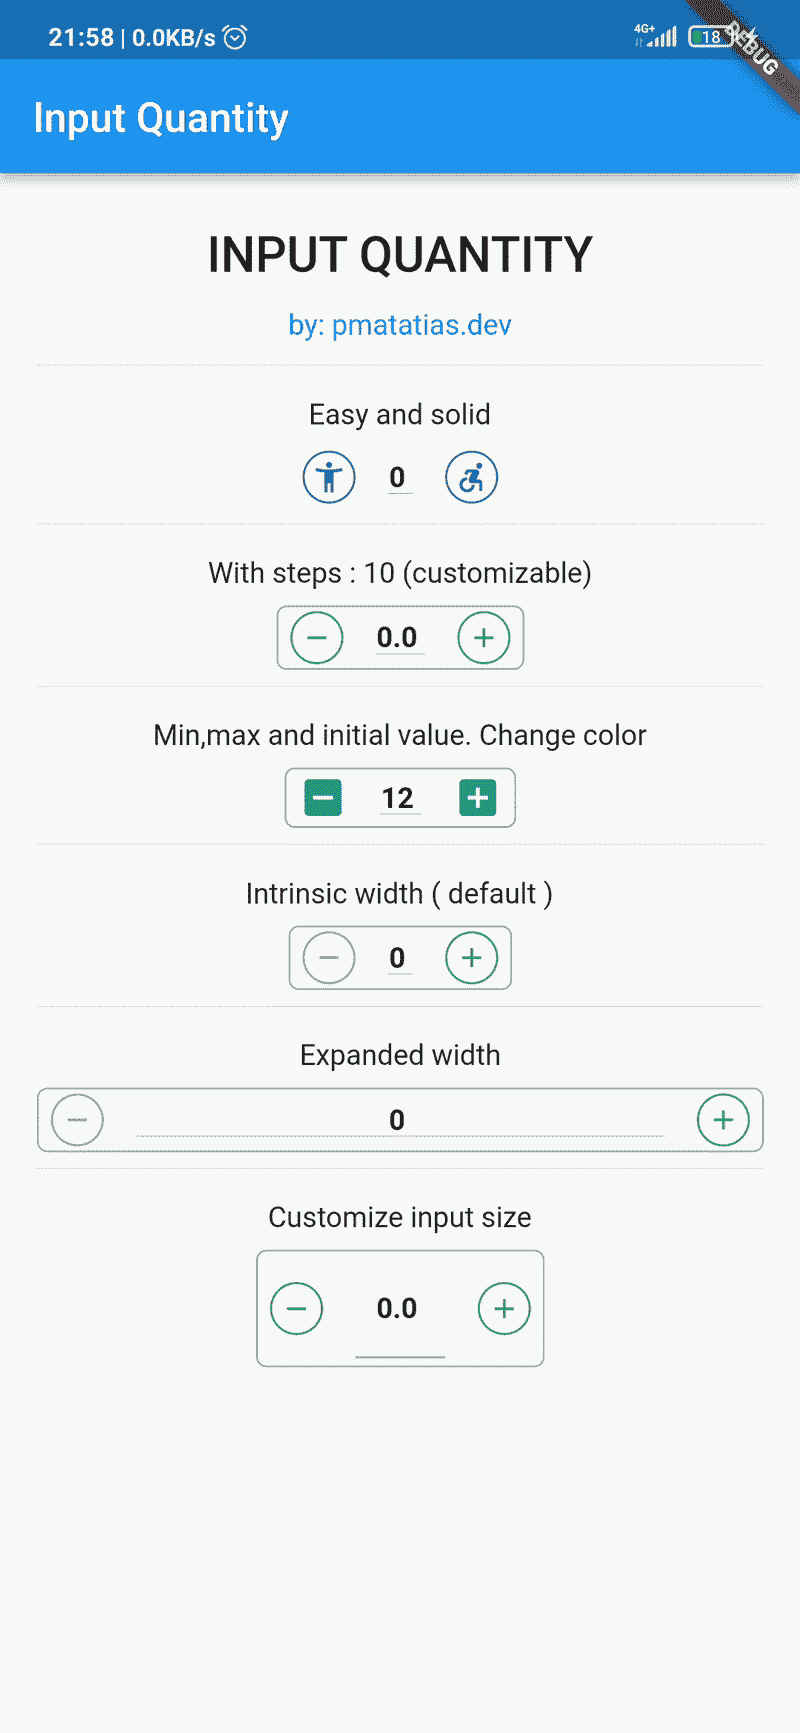 21:58 | 0.0KB/s
4G+
18
DEBUG
Input Quantity
INPUT QUANTITY
by: pmatatias.dev
Easy and solid
0
With steps : 10 (customizable)
− 0.0 +
Min,max and initial value. Change color
− 12 +
Intrinsic width ( default )
− 0 +
Expanded width
− 0 +
Customize input size
− 0.0 +